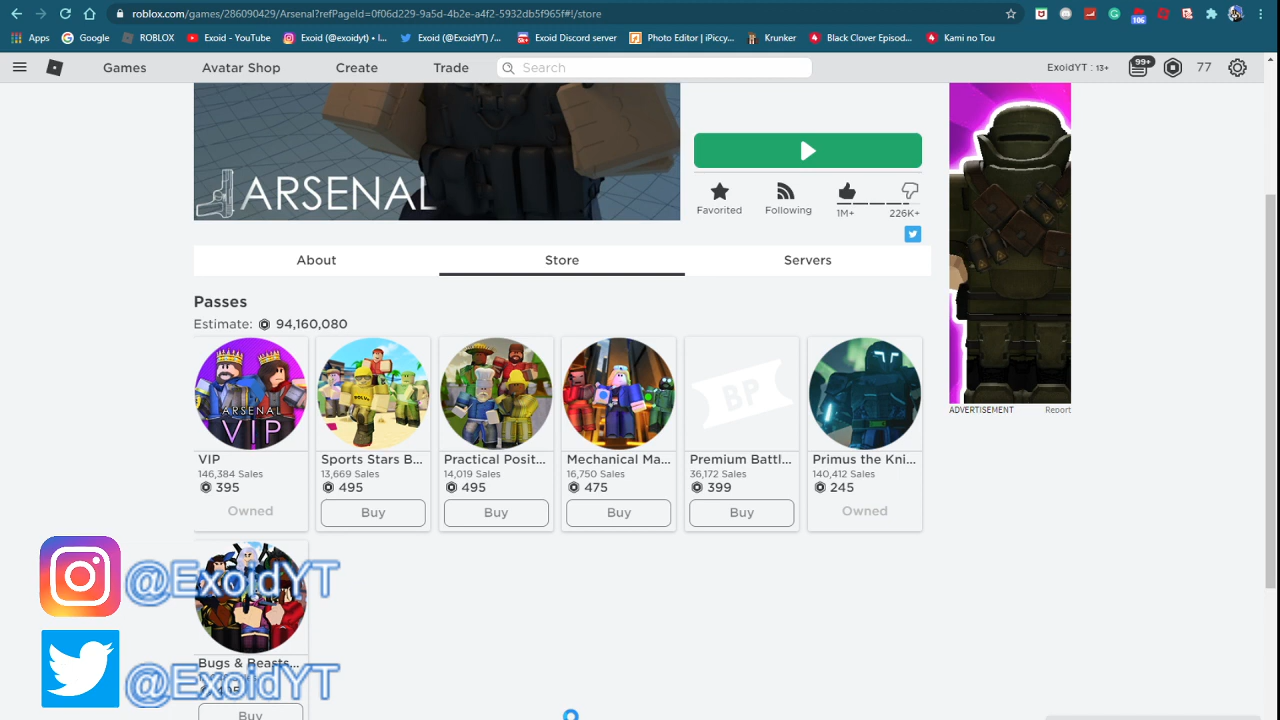 roblox.com/games/286090429/Arsenal?refPageId=0f06d229-9a5d-4b2e-a4f2-5932db5f965f#!/store
106
Apps Google ROBLOX Exoid - YouTube Exoid (@exoidyt) • I... Exoid (@ExoidYT) /... Exoid Discord server Photo Editor | iPiccy... Krunker Black Clover Episod... Kami no Tou
Games Avatar Shop Create Trade Search ExoidYT : 13+ 99+ 77
ARSENAL
Favorited Following 1M+ 226K+
About Store Servers
ADVERTISEMENT Report
Passes
Estimate: 94,160,080
ARSENAL
VIP
BP
VIP Sports Stars B... Practical Posit... Mechanical Ma... Premium Battl... Primus the Kni...
146,384 Sales 13,669 Sales 14,019 Sales 16,750 Sales 36,172 Sales 140,412 Sales
395 495 495 475 399 245
Owned Buy Buy Buy Buy Owned
@ExoidYT
Bugs & Beasts...
@ExoidYT
Buy